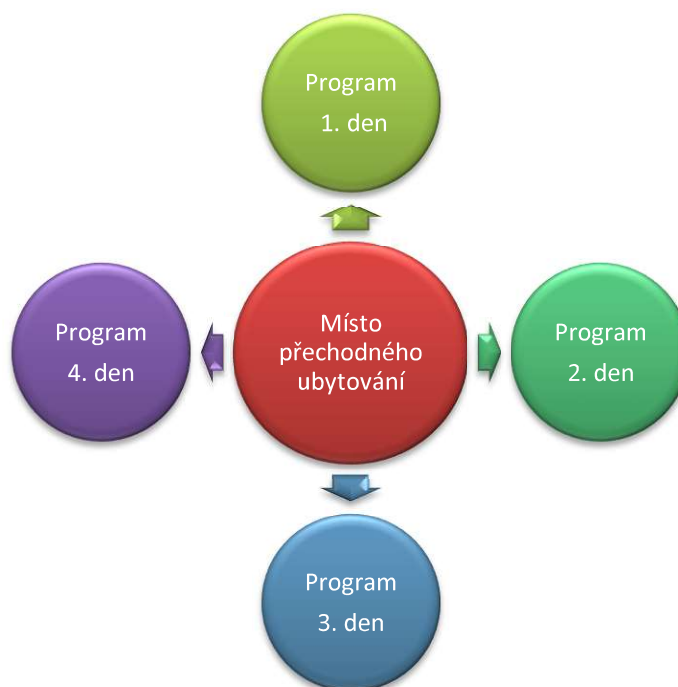 Program
1. den
Program
4. den
Místo
přechodného
ubytování
Program
2. den
Program
3. den